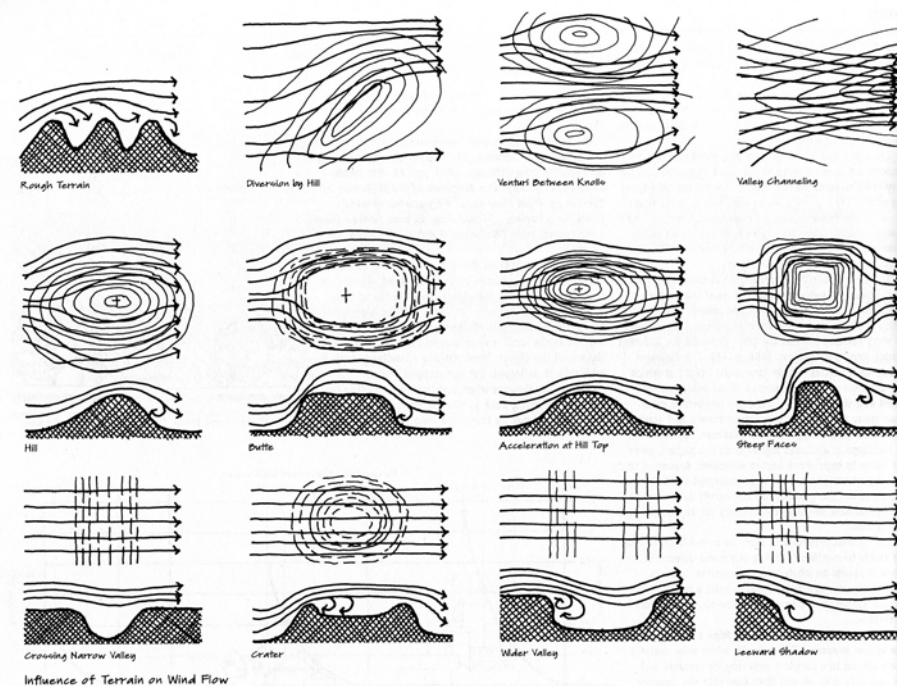 Rough Terrain
Diversion by Hill
Venturi Between Knolls
Valley Channeling
Hill
Butte
Acceleration at Hill Top
Steep Faces
Crossing Narrow Valley
Crater
Wider Valley
Leeward Shadow
Influence of Terrain on Wind Flow